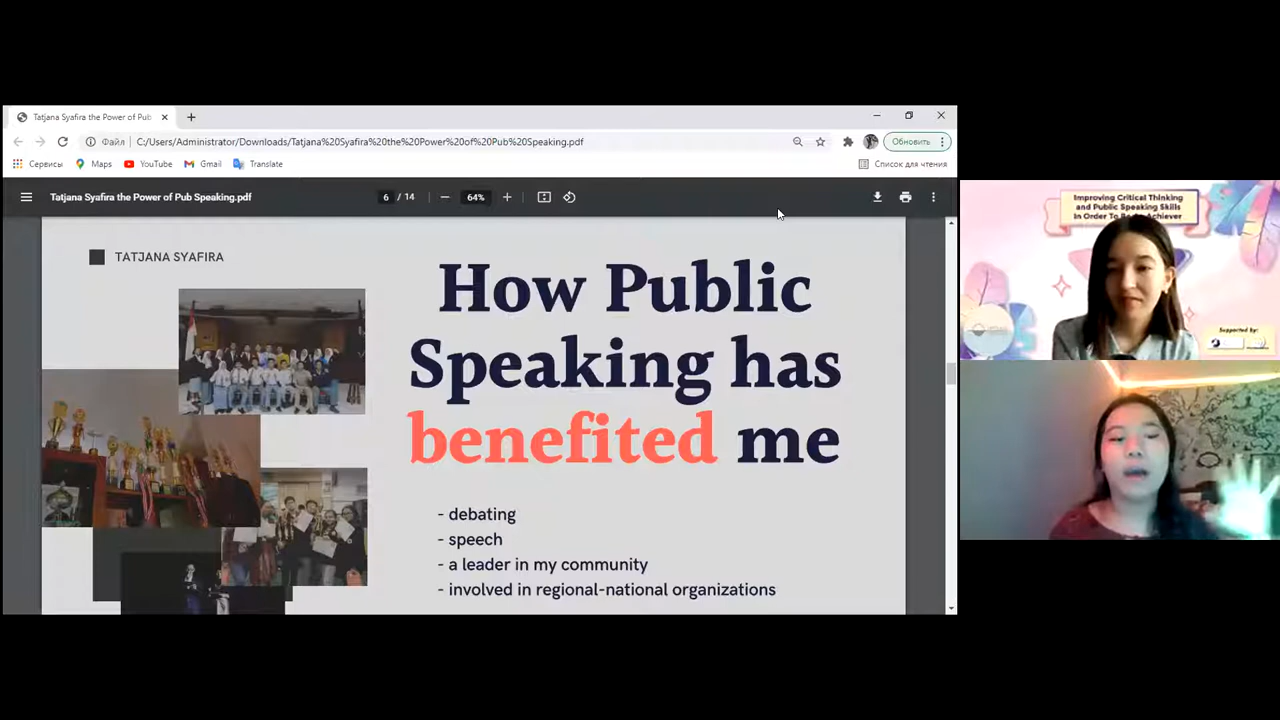 Tatjana Syafira the Power of Pub
C:/Users/Administrator/Downloads/Tatjana%20Syafira%20the%20Power%20of%20Pub%20Speaking.pdf
Файл
Обновить
Сервисы
Maps
YouTube
Gmail
Translate
Список для чтения
Tatjana Syafira the Power of Pub Speaking.pdf
6 / 14
64%
TATJANA SYAFIRA
How Public
Speaking has
benefited me
- debating
- speech
- a leader in my community
- involved in regional-national organizations
Improving Critical Thinking
and Public Speaking Skills
In Order To Be Achiever
Supported by: